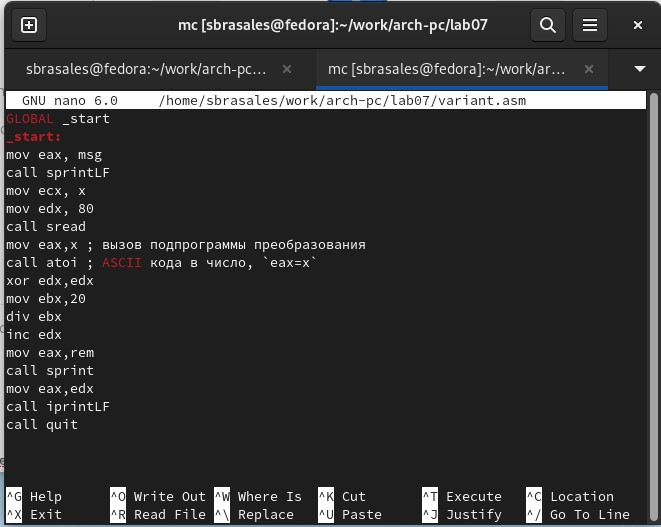 mc [sbrasales@fedora]:~/work/arch-pc/lab07
sbrasales@fedora:~/work/arch-pc... mc [sbrasales@fedora]:~/work/ar...
GNU nano 6.0 /home/sbrasales/work/arch-pc/lab07/variant.asm
GLOBAL _start
_start:
mov eax, msg
call sprintLF
mov ecx, x
mov edx, 80
call sread
mov eax,x ; вызов подпрограммы преобразования
call atoi ; ASCII кода в число, `eax=x`
xor edx,edx
mov ebx,20
div ebx
inc edx
mov eax,rem
call sprint
mov eax,edx
call iprintLF
call quit
^G Help ^O Write Out ^W Where Is ^K Cut ^T Execute ^C Location
^X Exit ^R Read File ^\ Replace ^U Paste ^J Justify ^/ Go To Line